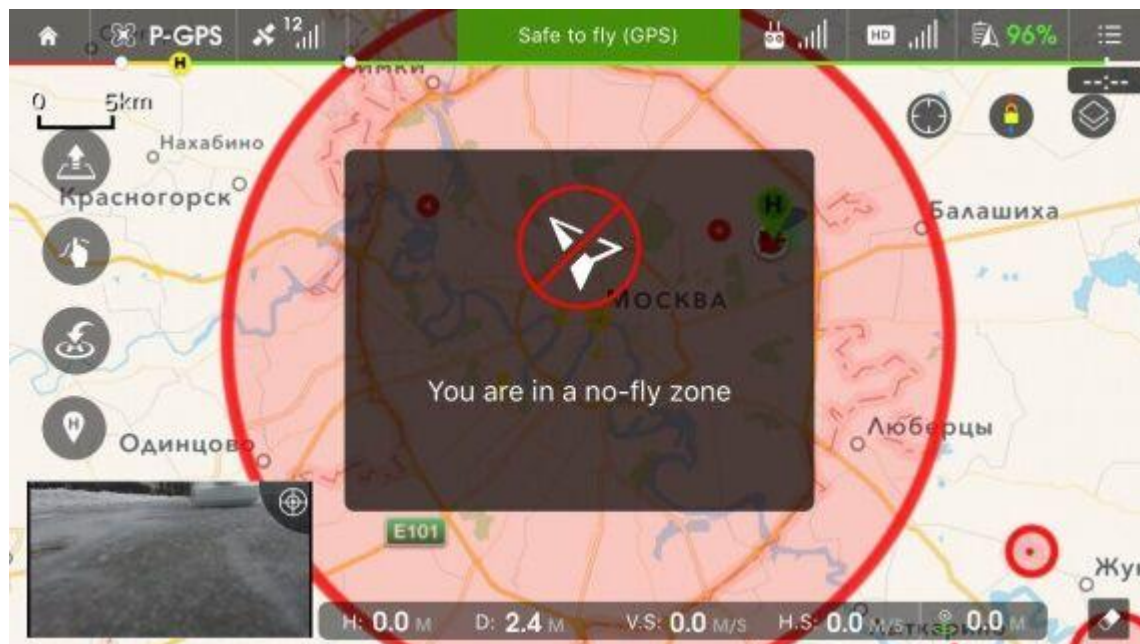 P-GPS
12
Safe to fly (GPS)
HD
96%
H
--:--
0 5km
Нахабино
Красногорск
H
Балашиха
МОСКВА
You are in a no-fly zone
H
Одинцово
Люберцы
E101
H: 0.0 M D: 2.4 M V.S: 0.0 M/S H.S: 0.0 M/S 0.0 M